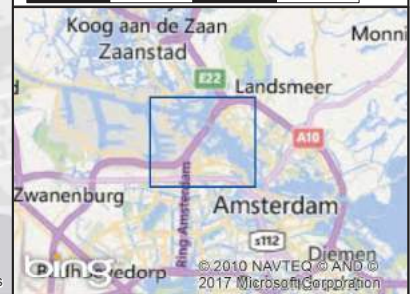 Koog aan de Zaan
Zaanstad
Monni
E22
Landsmeer
A10
Zwanenburg
Ring Amsterdam
Amsterdam
s112
Diemen
bing
© 2010 NAVTEQ © AND ©
2017 Microsoft Corporation